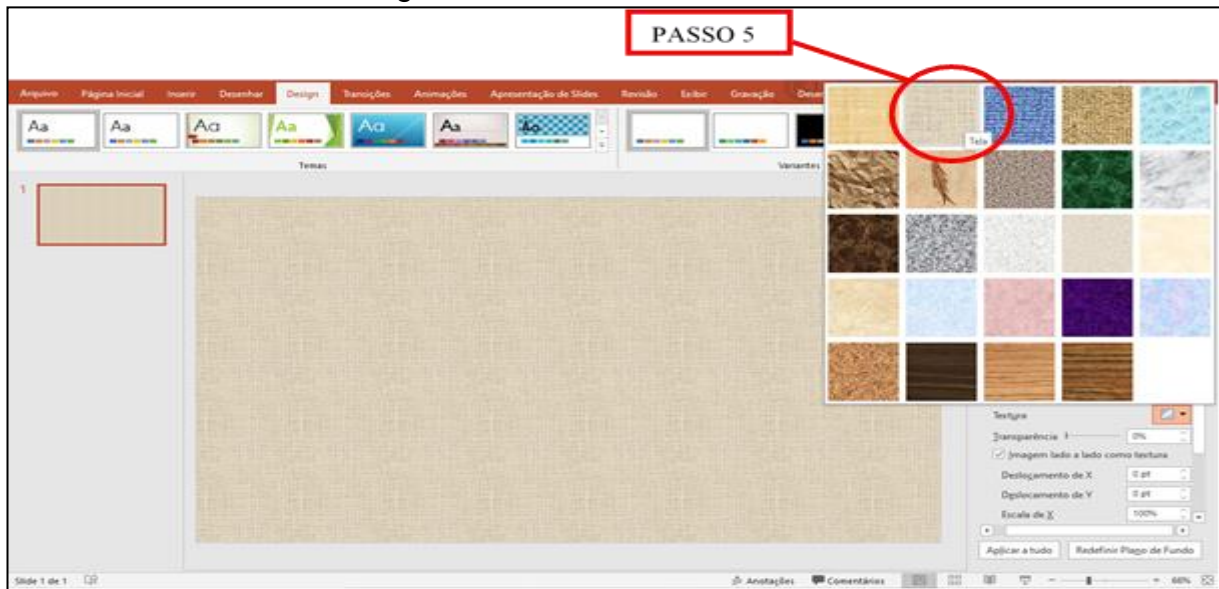 PASSO 5
Arquivo Página Inicial Inserir Desenhar Design Transições Animações Apresentação de Slides Revisão Exibir Gravação
Aa Aa Aa Aa Aa Aa Aa
Temas
Variantes
Tela
1
Textura
Transparência 0%
Imagem lado a lado como textura
Deslocamento de X 0 pt
Deslocamento de Y 0 pt
Escala de X 100%
Aplicar a tudo Redefinir Plano de Fundo
Slide 1 de 1 Anotações Comentários 66%